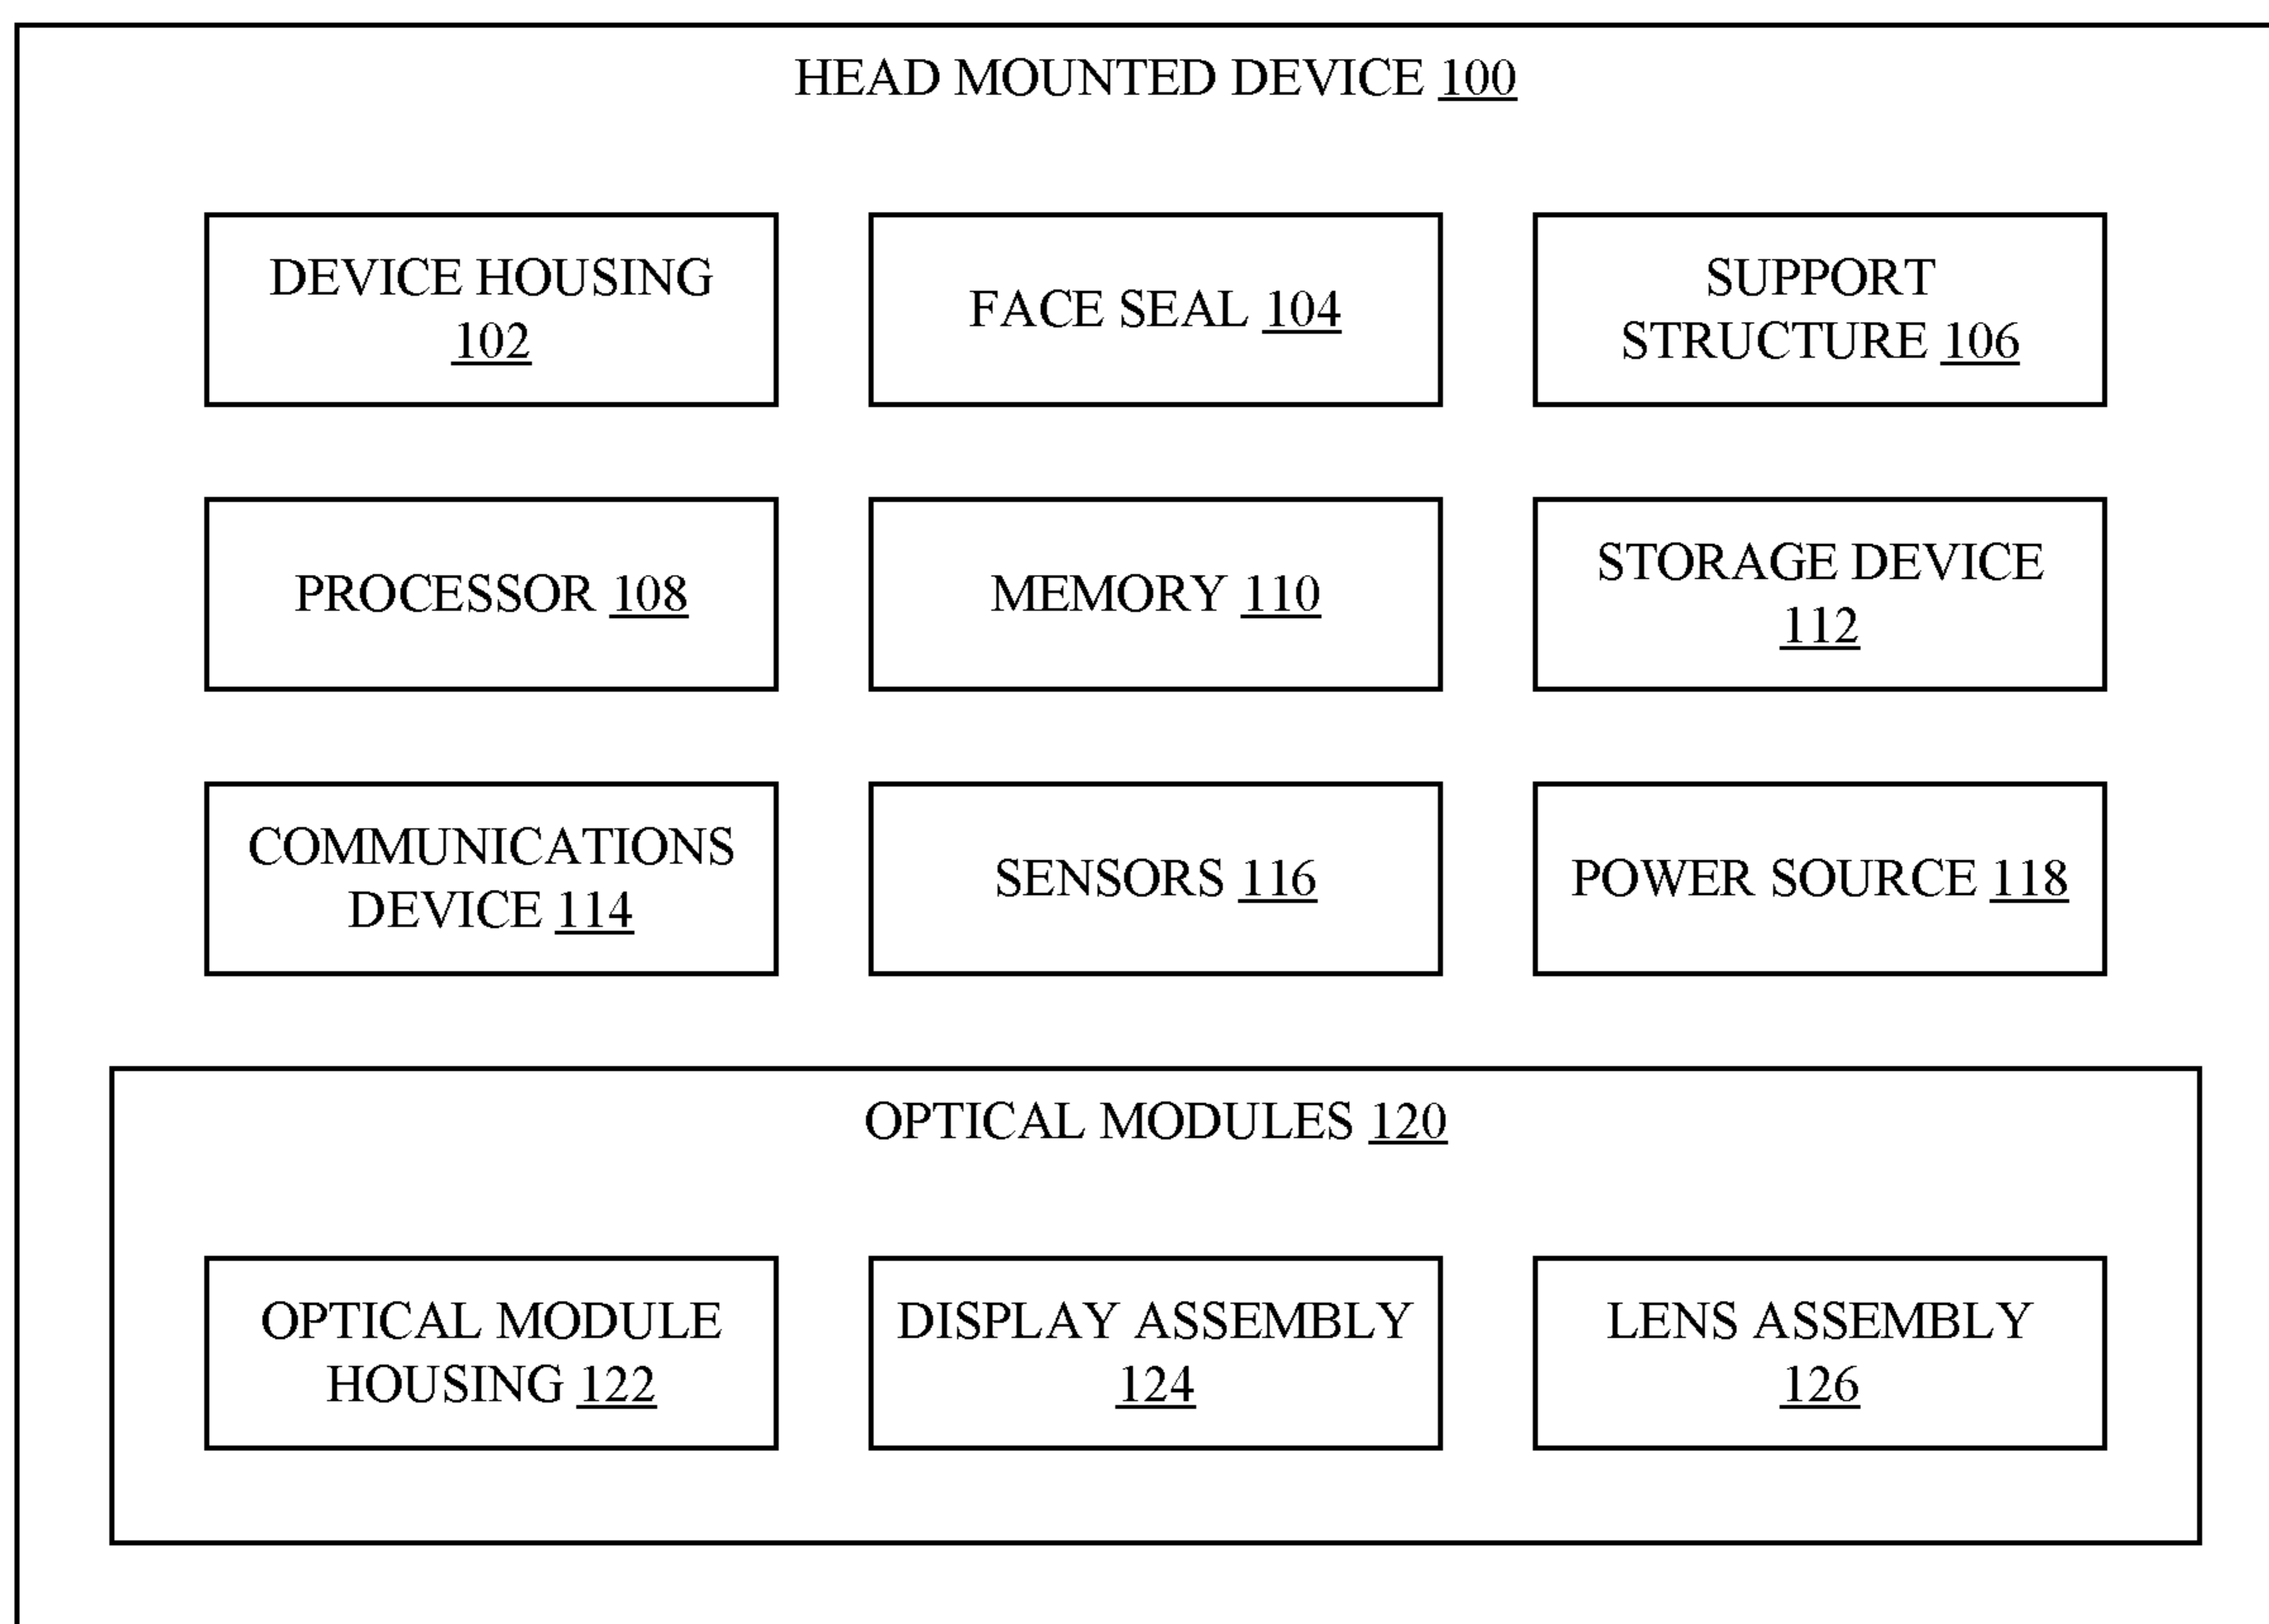 HEAD MOUNTED DEVICE 100
DEVICE HOUSING
102
FACE SEAL 104
SUPPORT
STRUCTURE 106
PROCESSOR 108
MEMORY 110
STORAGE DEVICE
112
COMMUNICATIONS
DEVICE 114
SENSORS 116
POWER SOURCE 118
OPTICAL MODULES 120
OPTICAL MODULE
HOUSING 122
DISPLAY ASSEMBLY
124
LENS ASSEMBLY
126